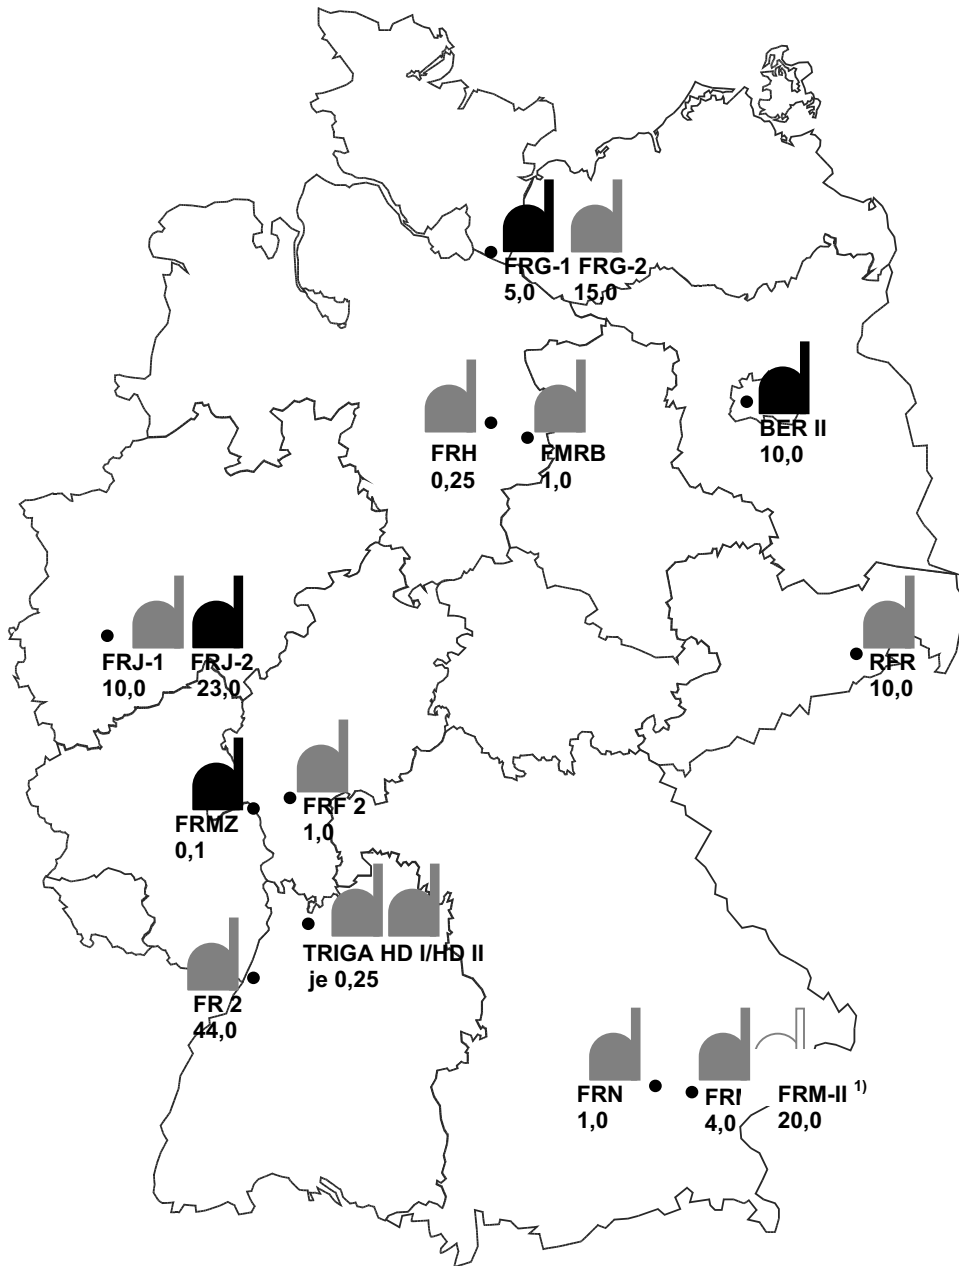 FRG-1 FRG-2
5,0 15,0
FRH
0,25
FMRB
1,0
BER II
10,0
FRJ-1 FRJ-2
10,0 23,0
RFR
10,0
FRMZ
0,1
FRF 2
1,0
TRIGA HD I/HD II
je 0,25
FR 2
44,0
FRN
1,0
4,0
FRM-II 1)
20,0